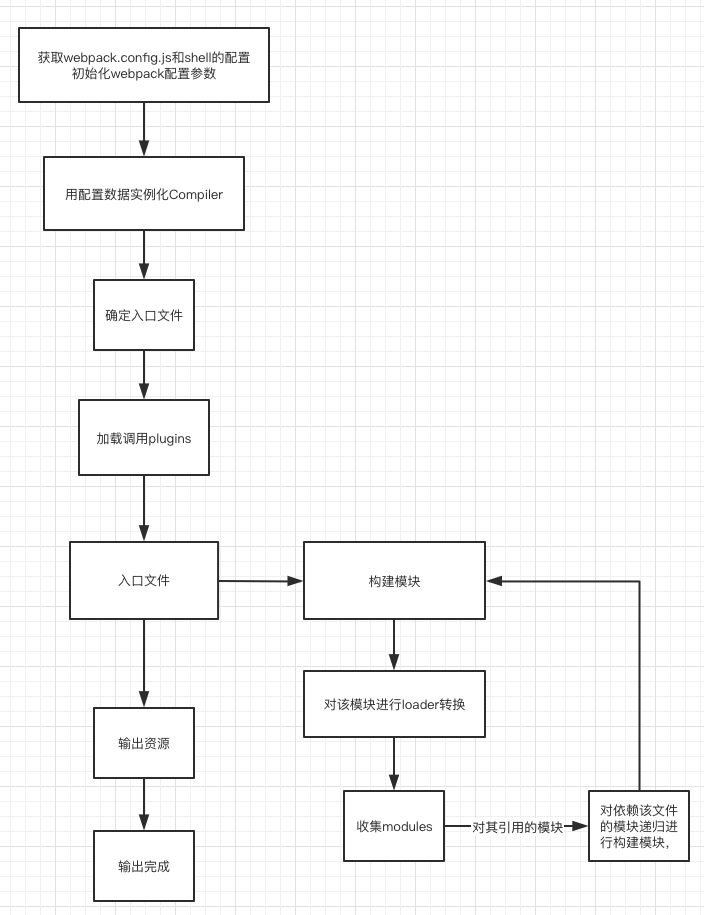 获取webpack.config.js和shell的配置
初始化webpack配置参数
用配置数据实例化Compiler
确定入口文件
加载调用plugins
入口文件
构建模块
对该模块进行loader转换
输出资源
收集modules
对其引用的模块
对依赖该文件
的模块递归进
行构建模块，
输出完成